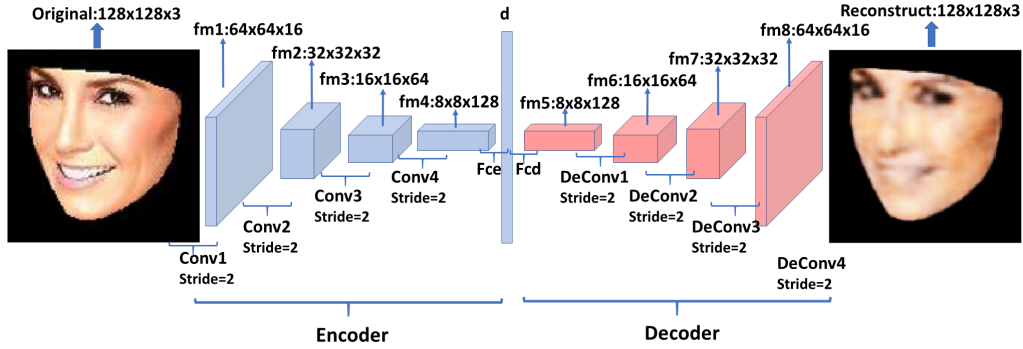 Original:128x128x3
d
Reconstruct:128x128x3
fm1:64x64x16
fm8:64x64x16
fm2:32x32x32
fm7:32x32x32
fm3:16x16x64
fm6:16x16x64
fm4:8x8x128
fm5:8x8x128
Fce
Fcd
Conv4
Stride=2
DeConv1
Stride=2
Conv3
Stride=2
DeConv2
Stride=2
Conv2
Stride=2
DeConv3
Stride=2
Conv1
Stride=2
DeConv4
Stride=2
Encoder
Decoder